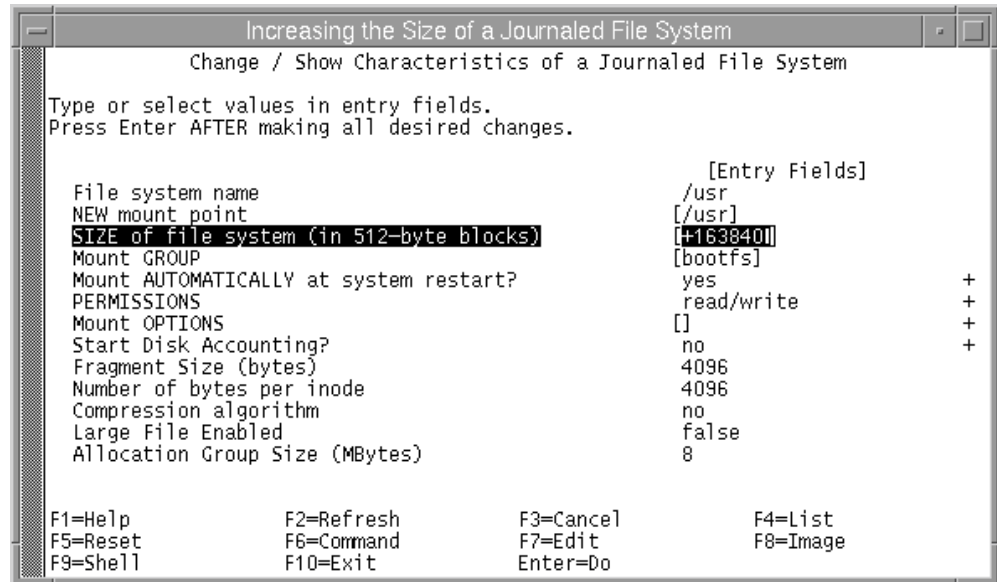 Increasing the Size of a Journaled File System
Change / Show Characteristics of a Journaled File System
Type or select values in entry fields.
Press Enter AFTER making all desired changes.
[Entry Fields]
File system name /usr
NEW mount point [/usr]
SIZE of file system (in 512-byte blocks) [+163840]
Mount GROUP [bootfs]
Mount AUTOMATICALLY at system restart? yes +
PERMISSIONS read/write +
Mount OPTIONS [] +
Start Disk Accounting? no +
Fragment Size (bytes) 4096
Number of bytes per inode 4096
Compression algorithm no
Large File Enabled false
Allocation Group Size (MBytes) 8
F1=Help F2=Refresh F3=Cancel F4=List
F5=Reset F6=Command F7=Edit F8=Image
F9=Shell F10=Exit Enter=Do